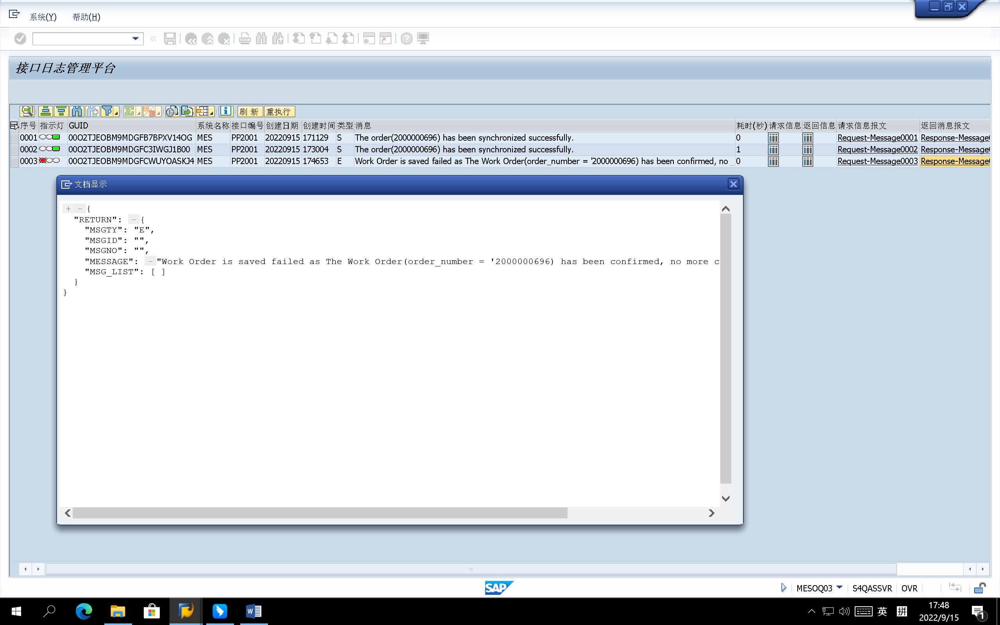 系统(Y) 帮助(H)
接口日志管理平台
刷 新 重执行
序号 指示灯 GUID 系统名称 接口编号 创建日期 创建时间 类型 消息 耗时(秒) 请求信息 返回信息 请求信息报文 返回消息报文
0001 00O2TJEOBM9MDGFB7BPXV14OG MES PP2001 20220915 171129 S The order(2000000696) has been synchronized successfully. 0 Request-Message0001 Response-Message
0002 00O2TJEOBM9MDGFC3IWGJ1B00 MES PP2001 20220915 173004 S The order(2000000696) has been synchronized successfully. 1 Request-Message0002 Response-Message
0003 00O2TJEOBM9MDGFCWUYOASKJ4 MES PP2001 20220915 174653 E Work Order is saved failed as The Work Order(order_number = '2000000696) has been confirmed, no ... 0 Request-Message0003 Response-Message
文档显示
+ - {
"RETURN": - {
"MSGTY": "E",
"MSGID": "",
"MSGNO": "",
"MESSAGE": - "Work Order is saved failed as The Work Order(order_number = '2000000696) has been confirmed, no more c
"MSG_LIST": [ ]
}
}
SAP MESOQ03 S4QASSVR OVR
英 拼 17:48
2022/9/15 1